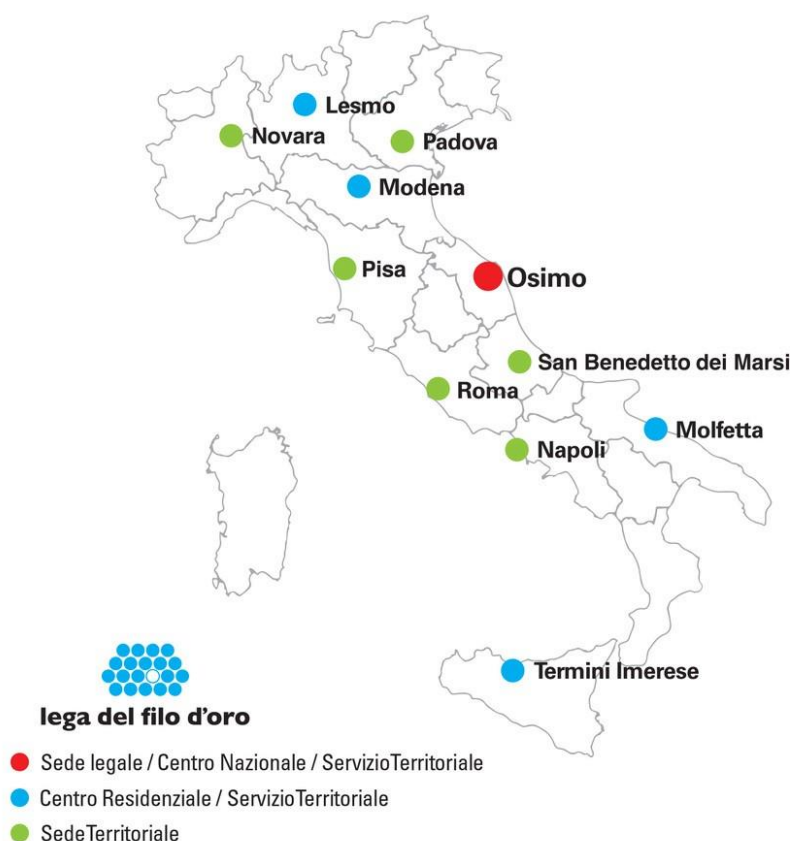 Lesmo
Novara
Padova
Modena
Pisa
Osimo
San Benedetto dei Marsi
Roma
Molfetta
Napoli
Termini Imerese
lega del filo d'oro
Sede legale / Centro Nazionale / ServizioTerritoriale
Centro Residenziale / ServizioTerritoriale
SedeTerritoriale